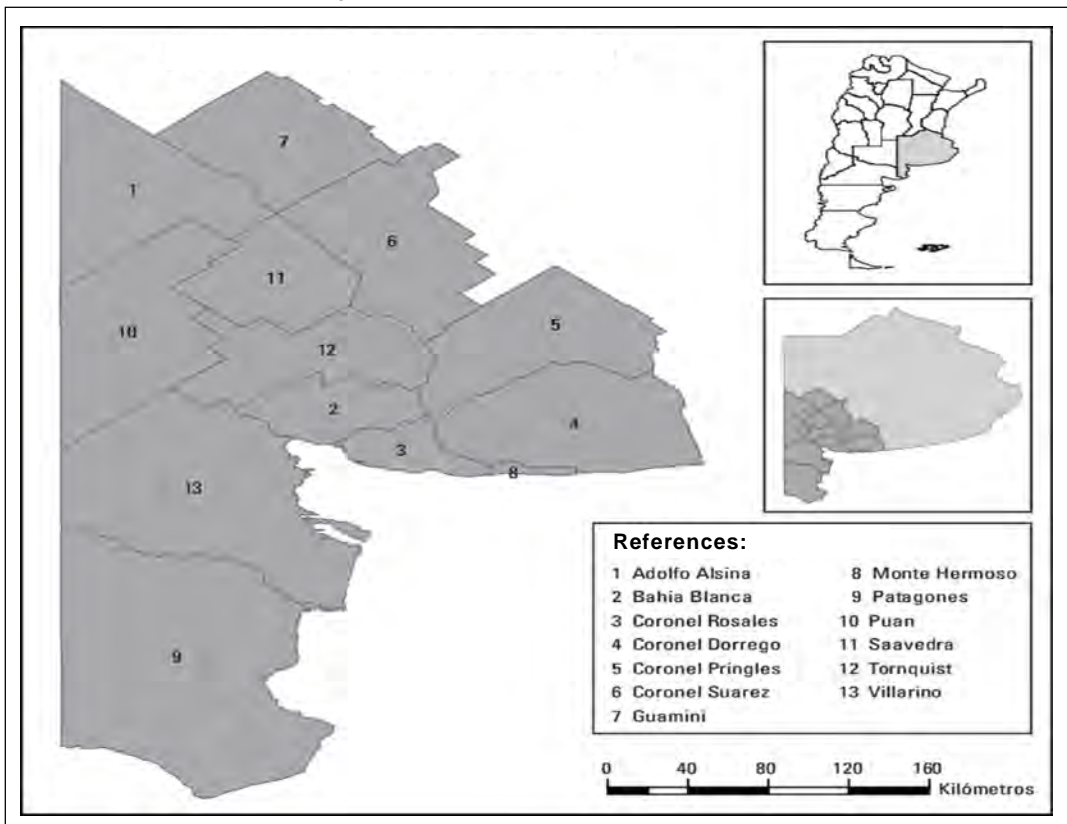 7
1
6
11
5
10
12
2
4
3
8
13
9
References:
1 Adolfo Alsina
2 Bahia Blanca
3 Coronel Rosales
4 Coronel Dorrego
5 Coronel Pringles
6 Coronel Suarez
7 Guamini
8 Monte Hermoso
9 Patagones
10 Puan
11 Saavedra
12 Tornquist
13 Villarino
0 40 80 120 160
Kilómetros